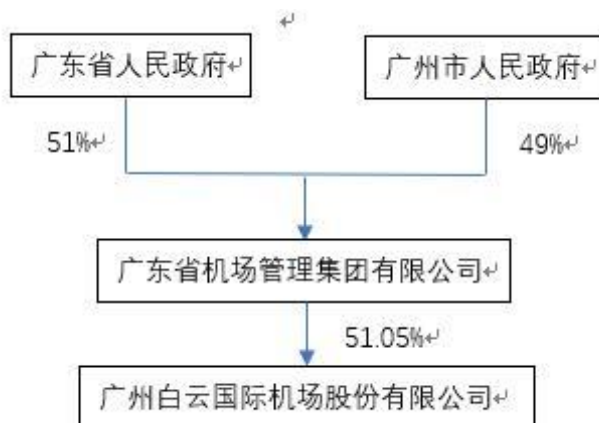 广东省人民政府
广州市人民政府
51%
49%
广东省机场管理集团有限公司
51.05%
广州白云国际机场股份有限公司